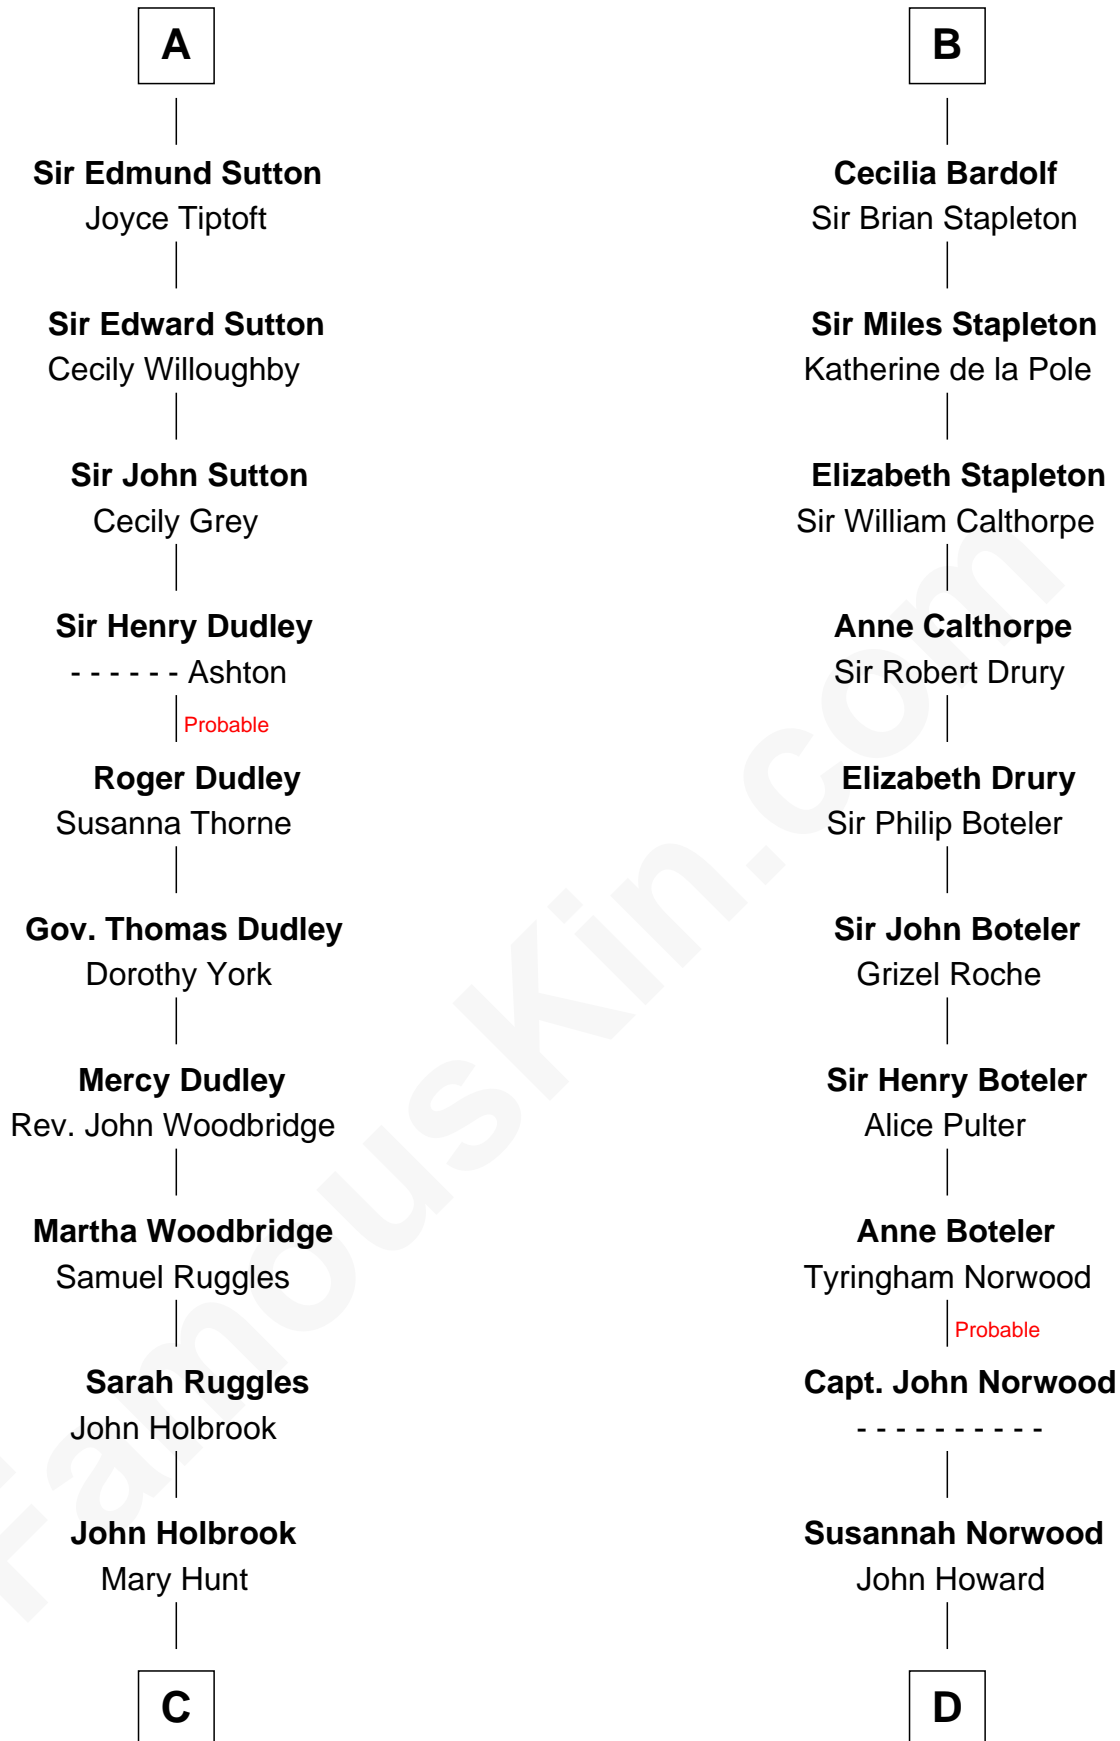 A
Sir Edmund Sutton
Joyce Tiptoft
Sir Edward Sutton
Cecily Willoughby
Sir John Sutton
Cecily Grey
Sir Henry Dudley
- - - - - - Ashton
Probable
Roger Dudley
Susanna Thorne
Gov. Thomas Dudley
Dorothy York
Mercy Dudley
Rev. John Woodbridge
Martha Woodbridge
Samuel Ruggles
Sarah Ruggles
John Holbrook
John Holbrook
Mary Hunt
C
B
Cecilia Bardolf
Sir Brian Stapleton
Sir Miles Stapleton
Katherine de la Pole
Elizabeth Stapleton
Sir William Calthorpe
Anne Calthorpe
Sir Robert Drury
Elizabeth Drury
Sir Philip Boteler
Sir John Boteler
Grizel Roche
Sir Henry Boteler
Alice Pulter
Anne Boteler
Tyringham Norwood
Probable
Capt. John Norwood
- - - - - - - - - -
Susannah Norwood
John Howard
D
FamousKin.com